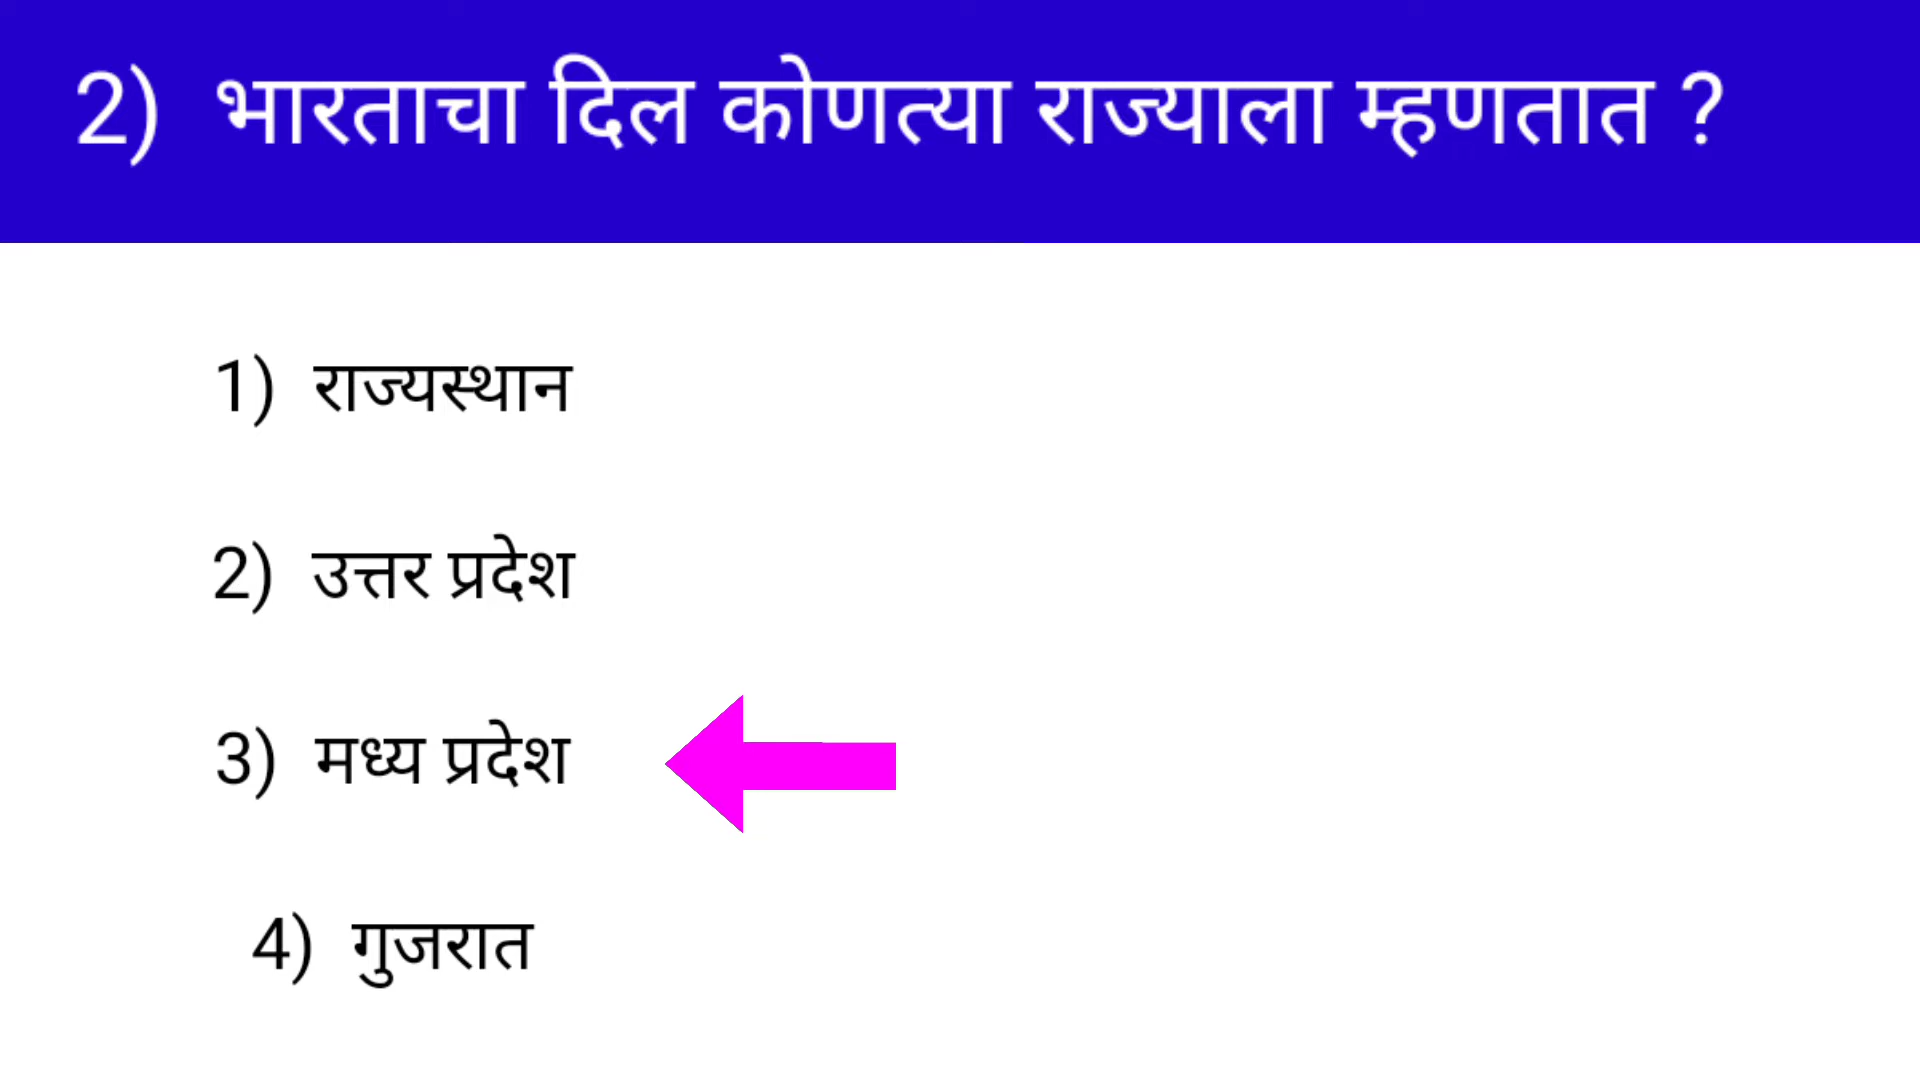 2) भारताचा दिल कोणत्या राज्याला म्हणतात ?
1) राज्यस्थान
2) उत्तर प्रदेश
3) मध्य प्रदेश
4) गुजरात